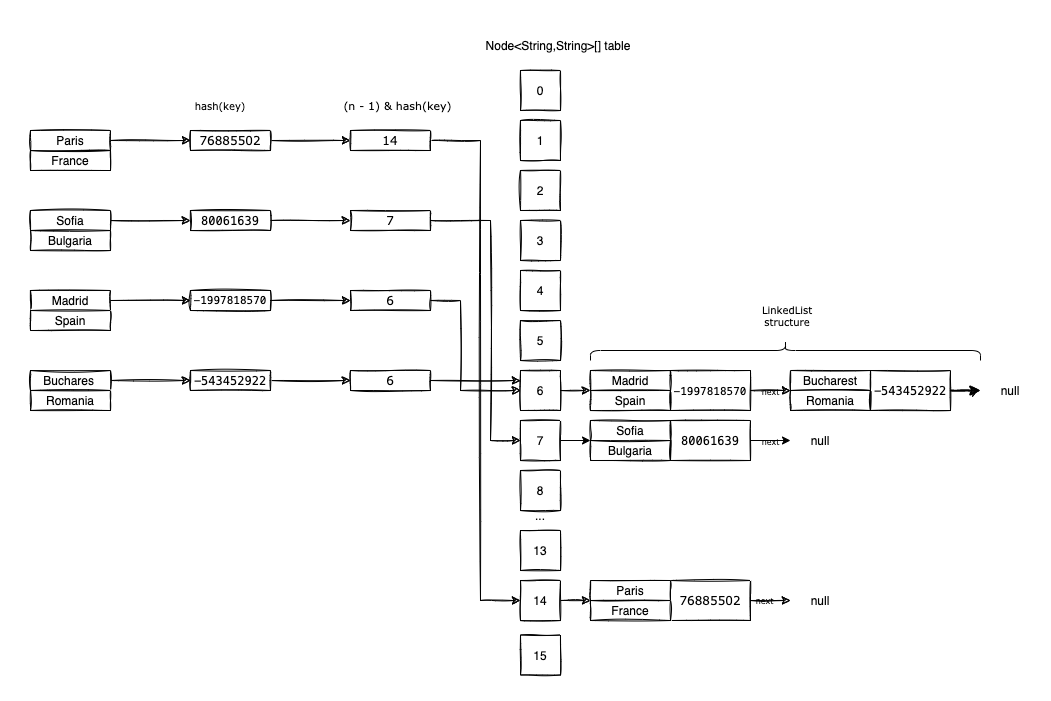 Node<String,String>[] table
0
hash(key)
(n - 1) & hash(key)
Paris
France
76885502
14
1
2
Sofia
Bulgaria
80061639
7
3
4
Madrid
Spain
−1997818570
6
5
LinkedList
structure
Buchares
Romania
−543452922
6
6
Madrid
Spain
−1997818570
next
Bucharest
Romania
−543452922
null
7
Sofia
Bulgaria
80061639
next
null
8
...
13
14
Paris
France
76885502
next
null
15